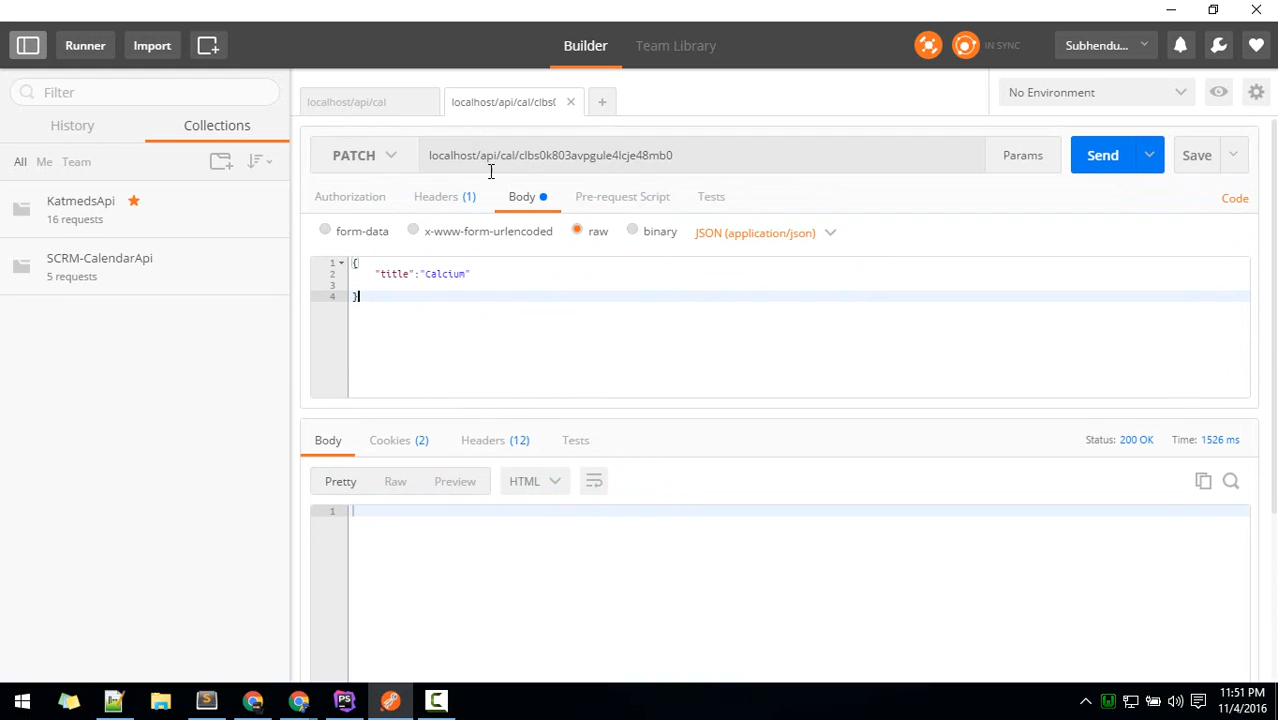 Runner
Import
Builder
Team Library
IN SYNC
Subhendu...
Filter
History
Collections
All Me Team
KatmedsApi
16 requests
SCRM-CalendarApi
5 requests
localhost/api/cal
localhost/api/cal/clbs(
No Environment
PATCH
localhost/api/cal/clbs0k803avpgule4lcje48mb0
Params
Send
Save
Authorization
Headers (1)
Body
Pre-request Script
Tests
Code
form-data
x-www-form-urlencoded
raw
binary
JSON (application/json)
1 {
2 "title":"Calcium"
3
4 }
Body
Cookies (2)
Headers (12)
Tests
Status: 200 OK
Time: 1526 ms
Pretty
Raw
Preview
HTML
1
11:51 PM
11/4/2016